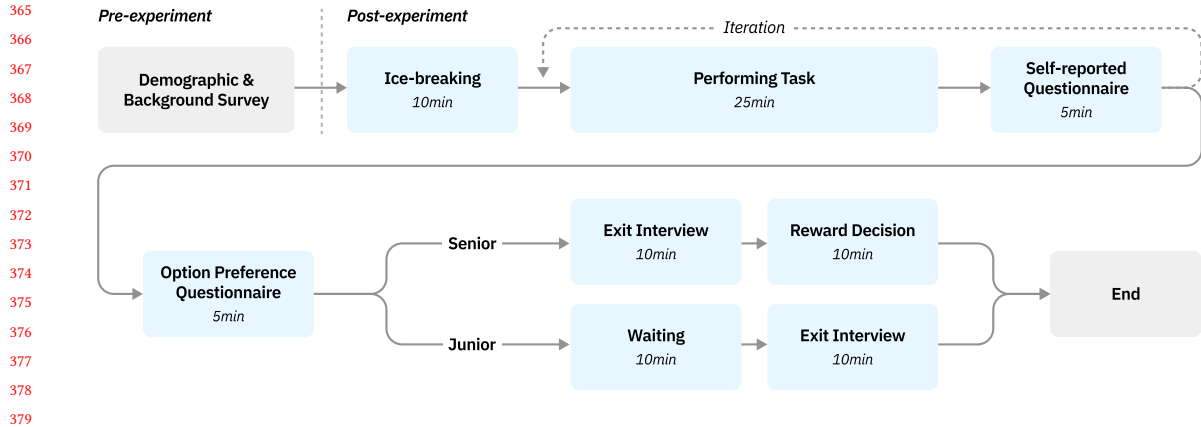 365
366
367
368
369
370
371
372
373
374
375
376
377
378
379
Pre-experiment
Post-experiment
Iteration
Demographic &
Background Survey
Ice-breaking
10min
Performing Task
25min
Self-reported
Questionnaire
5min
Option Preference
Questionnaire
5min
Senior
Exit Interview
10min
Reward Decision
10min
Junior
Waiting
10min
Exit Interview
10min
End